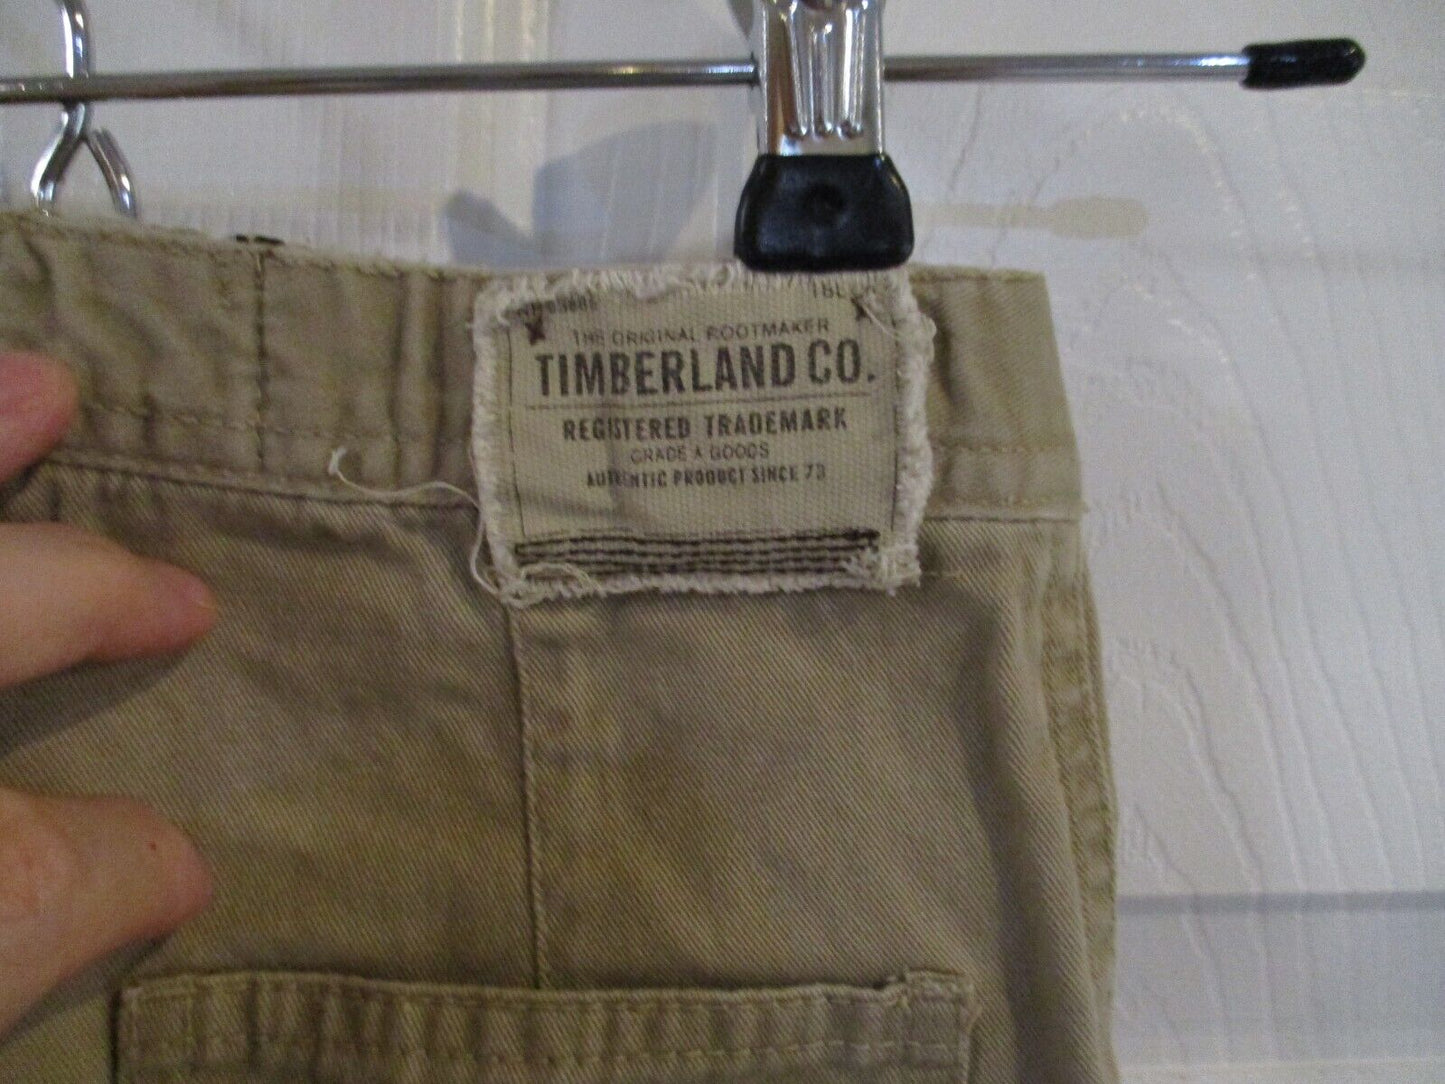 THE ORIGINAL BOOTMAKER
TIMBERLAND CO.
REGISTERED TRADEMARK
GRADE A GOODS
AUTHENTIC PRODUCT SINCE 73